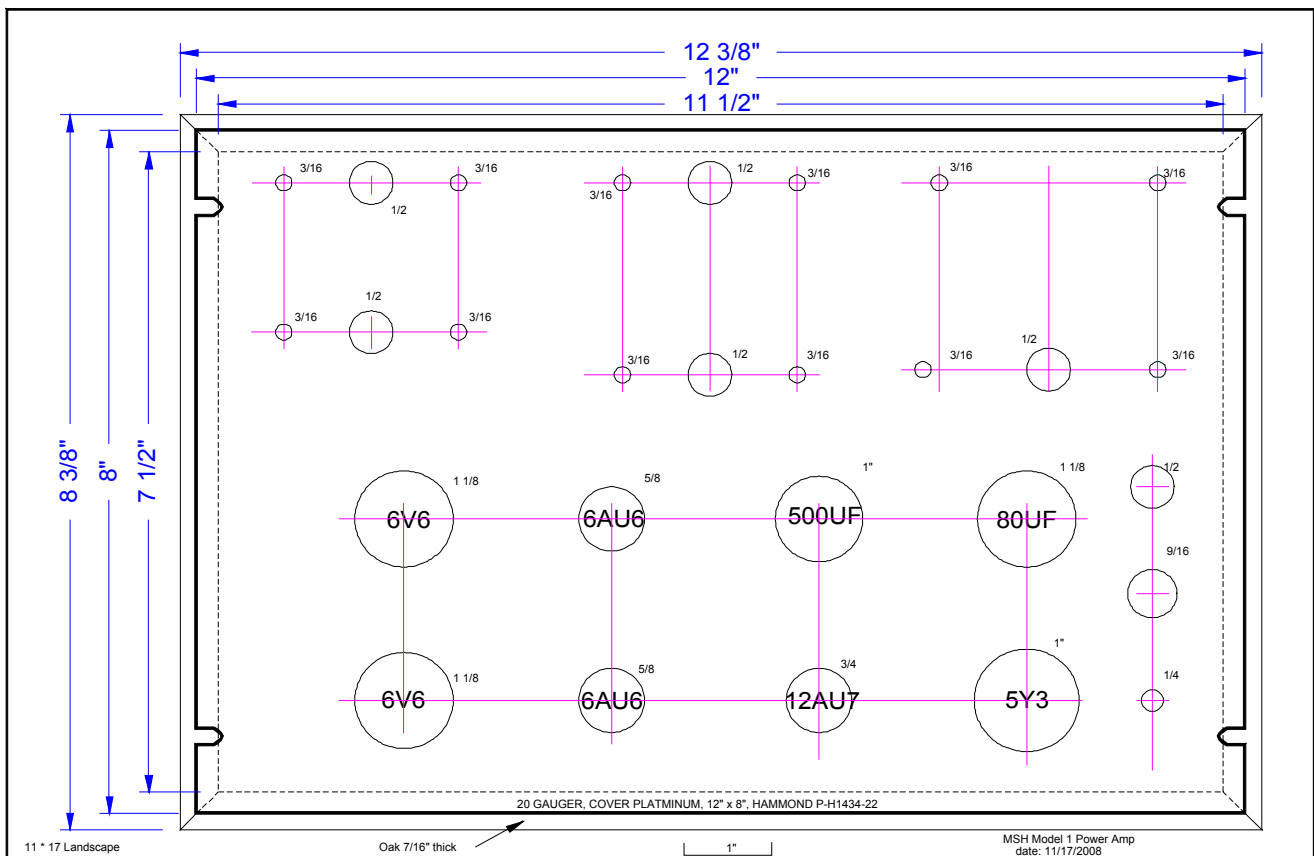 12 3/8"
12"
11 1/2"
8 3/8"
8"
7 1/2"
3/16
3/16
1/2
1/2
3/16
3/16
3/16
1/2
3/16
3/16
1/2
3/16
3/16
3/16
1/2
3/16
3/16
1 1/8
6V6
5/8
6AU6
1"
500UF
1 1/8
80UF
1/2
9/16
1 1/8
6V6
5/8
6AU6
3/4
12AU7
1"
5Y3
1/4
20 GAUGER, COVER PLATMINUM, 12" x 8", HAMMOND P-H1434-22
11 * 17 Landscape
Oak 7/16" thick
1"
MSH Model 1 Power Amp
date: 11/17/2008